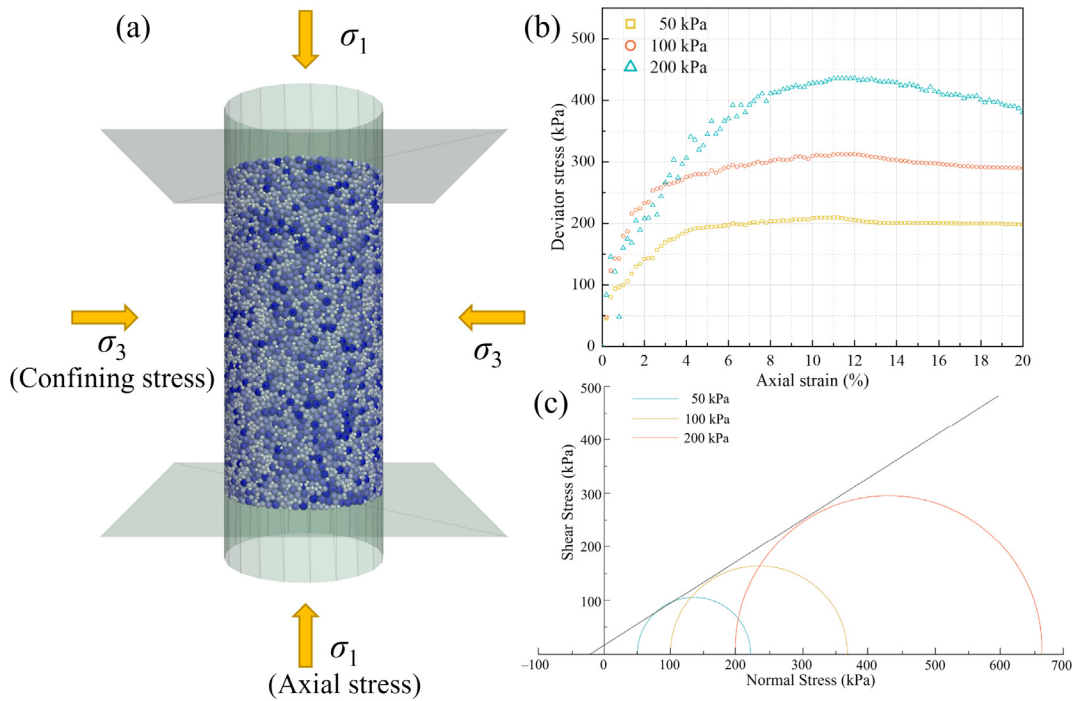 (a)
σ1
σ3
(Confining stress)
σ3
σ1
(Axial stress)
(b)
50 kPa
100 kPa
200 kPa
Deviator stress (kPa)
500
400
300
200
100
0
0 2 4 6 8 10 12 14 16 18 20
Axial strain (%)
(c)
50 kPa
100 kPa
200 kPa
Shear Stress (kPa)
500
400
300
200
100
–100 0 100 200 300 400 500 600 700
Normal Stress (kPa)